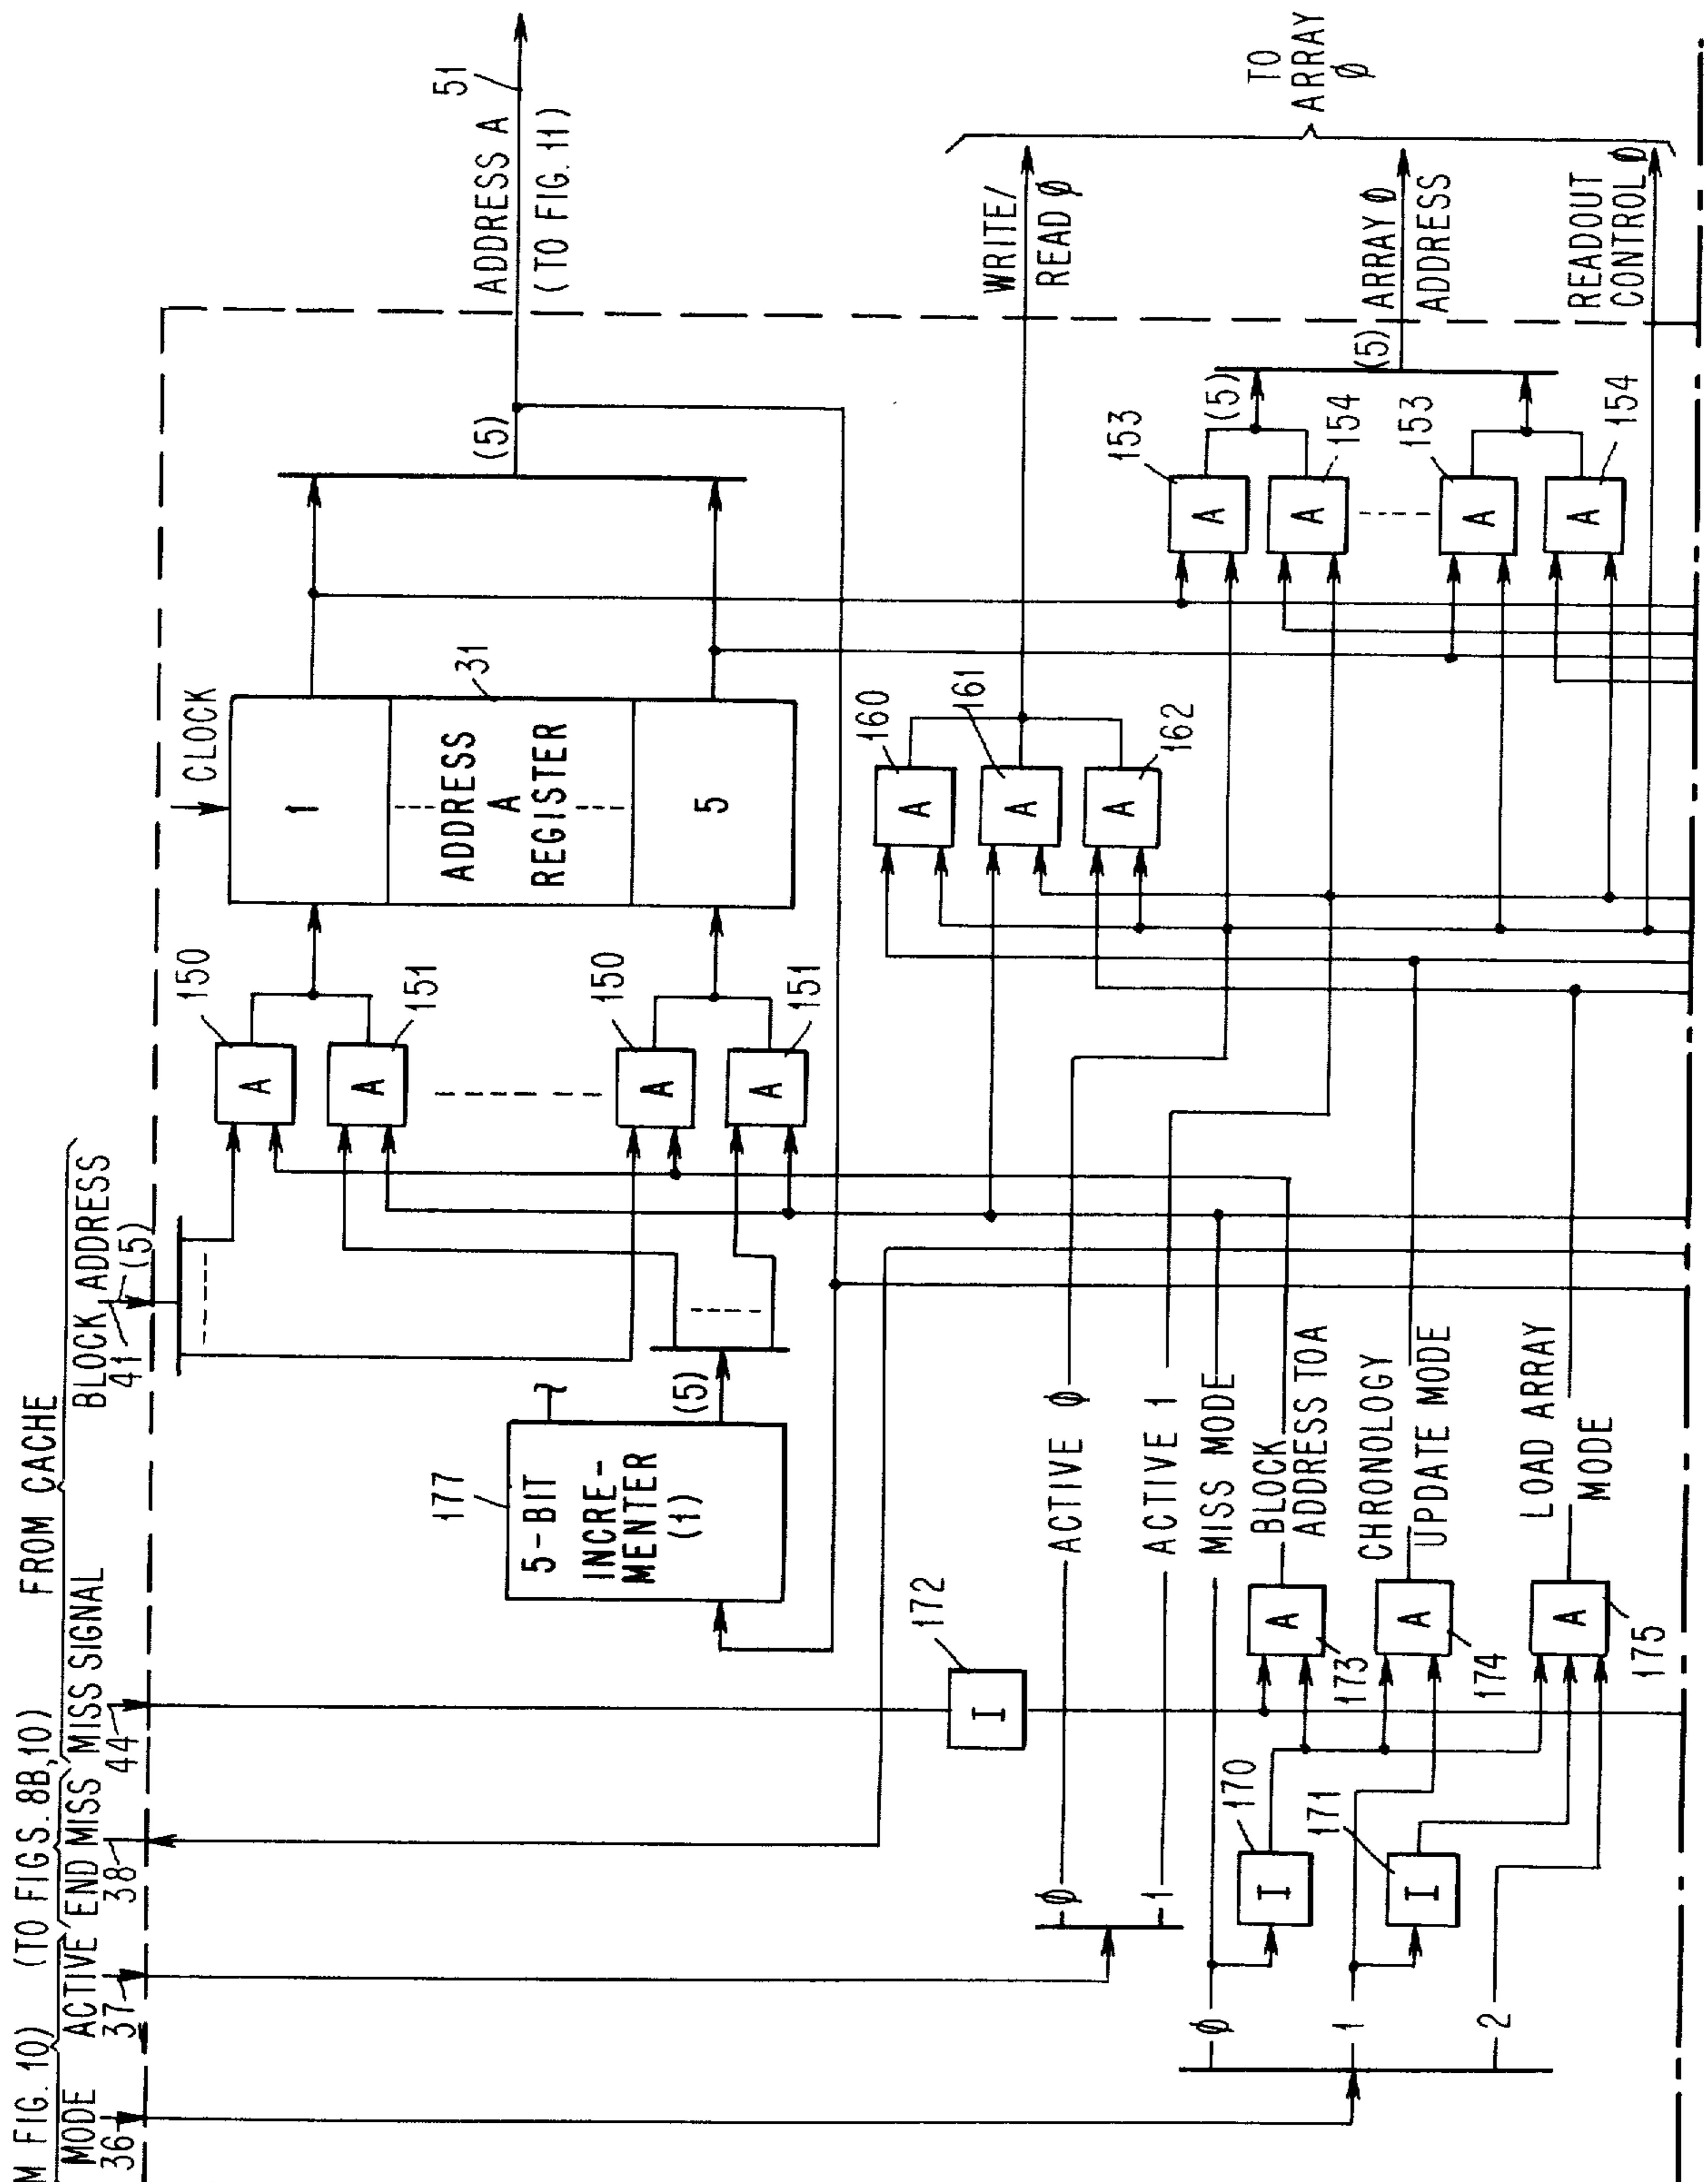 M FIG. 10) (TO FIGS. 8B, 10) FROM CACHE
MODE ACTIVE END MISS MISS SIGNAL BLOCK ADDRESS
36 37 38 44 41 (5)
CLOCK
150
A
151
A
150
A
151
A
1
ADDRESS
A
REGISTER
5
31
(5)
ADDRESS A 51
(TO FIG. 11)
177
5-BIT
INCRE-
MENTER
(1)
(5)
172
I
160
A
161
A
162
A
WRITE/
READ Ø
TO
ARRAY
Ø
153
A
(5)
154
A
153
A
154
A
(5) ARRAY Ø
ADDRESS
READOUT
CONTROL Ø
Ø ACTIVE Ø
1 ACTIVE 1
Ø MISS MODE
170
I
A
173
BLOCK
ADDRESS TO A
1
171
I
A
174
CHRONOLOGY
UPDATE MODE
2
A
175
LOAD ARRAY
MODE